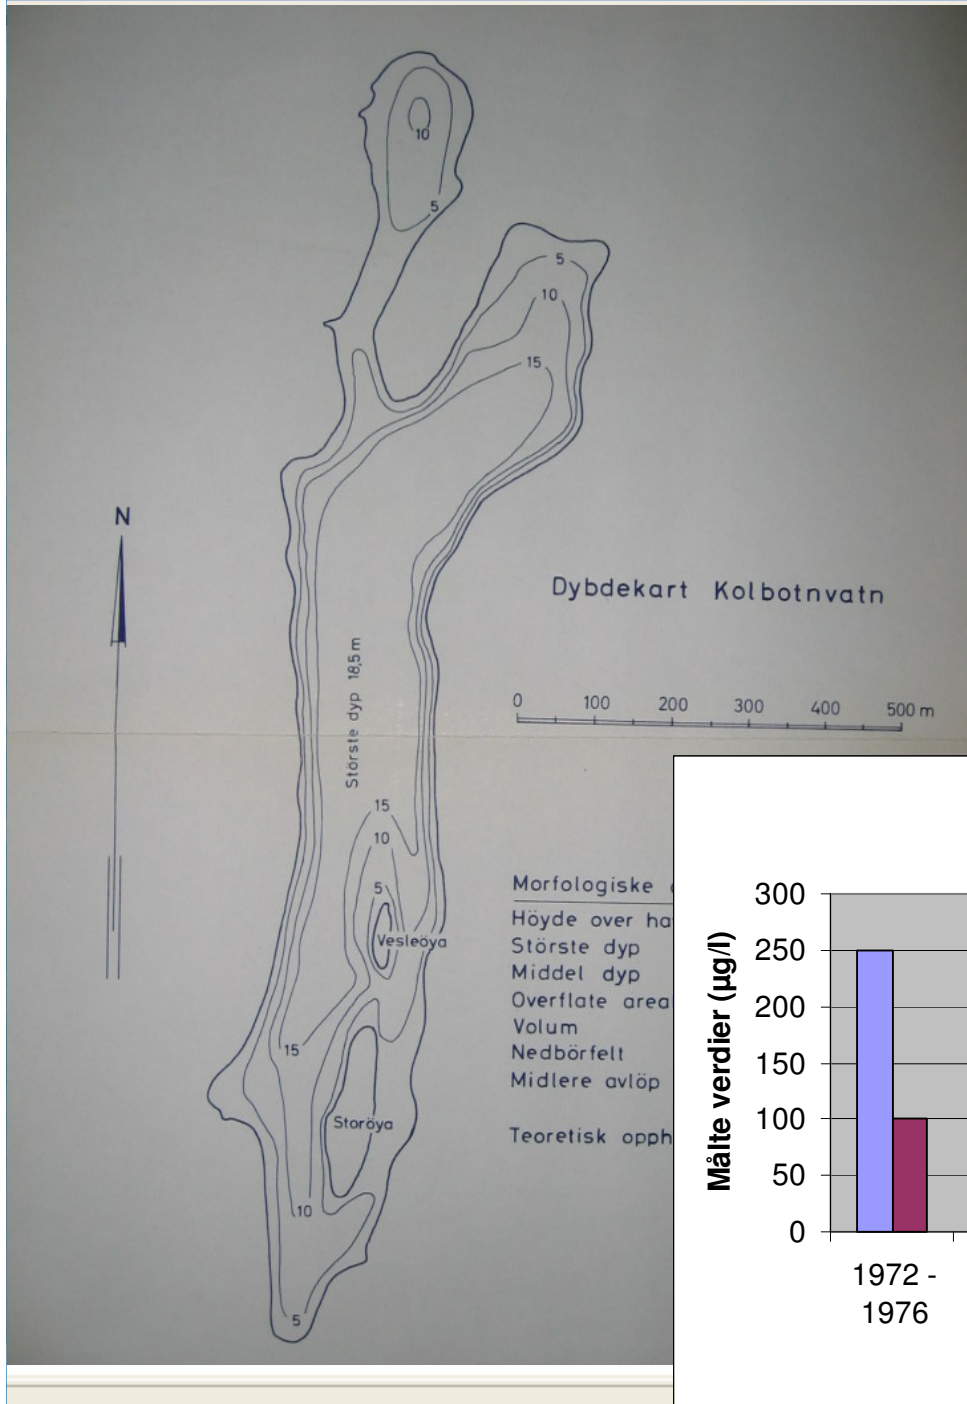 10
5
5
10
15
N
Dybdekart Kolbotnvatn
Största dyp 18,5 m
0 100 200 300 400 500 m
15
10
5
Vesleöya
15
Storöya
10
5
Morfologiske
Höyde over ha
Störste dyp
Middel dyp
Overflate area
Volum
Nedbörfelt
Midlere avlöp
Teoretisk opph
Målte verdier (µg/l)
300
250
200
150
100
50
0
1972 -
1976